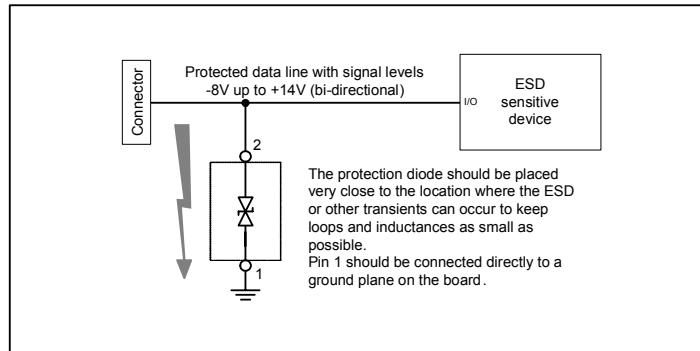 Connector
Protected data line with signal levels
-8V up to +14V (bi-directional)
I/O
ESD
sensitive
device
2
The protection diode should be placed
very close to the location where the ESD
or other transients can occur to keep
loops and inductances as small as
possible.
Pin 1 should be connected directly to a
ground plane on the board.
1